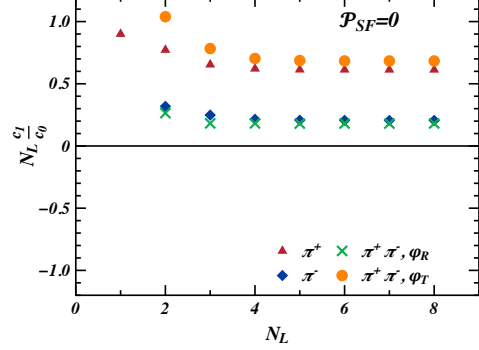 1.0
0.5
0
−0.5
−1.0
N_L c_1/c_0
𝒫_SF=0
π⁺
π⁺ π⁻, φ_R
π⁻
π⁺ π⁻, φ_T
0 2 4 6 8
N_L